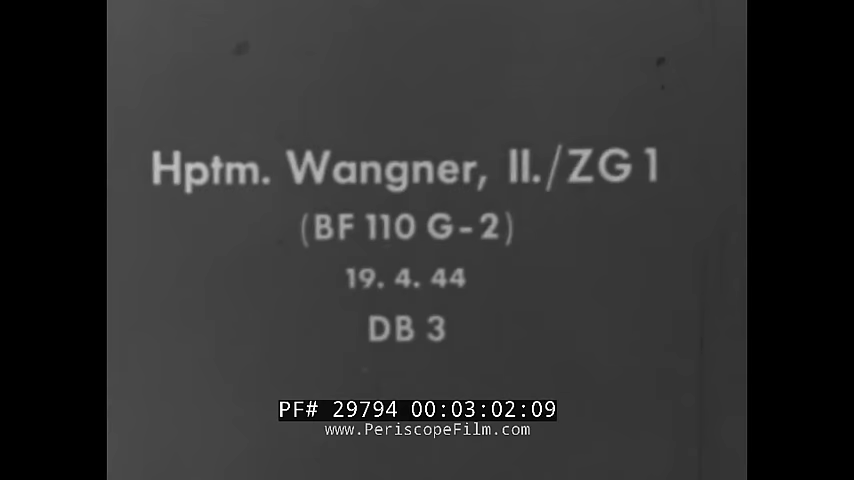 Hptm. Wangner, II./ZG 1
(BF 110 G-2)
19. 4. 44
DB 3
PF# 29794 00:03:02:09
www.PeriscopeFilm.com